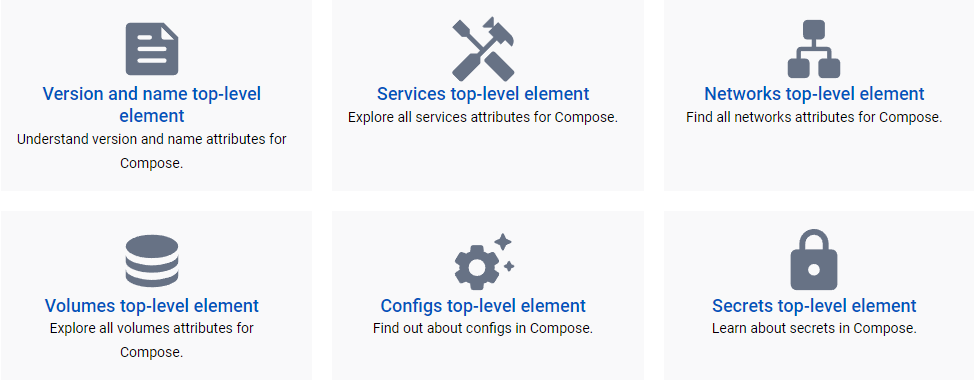 Version and name top-level
element
Understand version and name attributes for
Compose.
Services top-level element
Explore all services attributes for Compose.
Networks top-level element
Find all networks attributes for Compose.
Volumes top-level element
Explore all volumes attributes for
Compose.
Configs top-level element
Find out about configs in Compose.
Secrets top-level element
Learn about secrets in Compose.